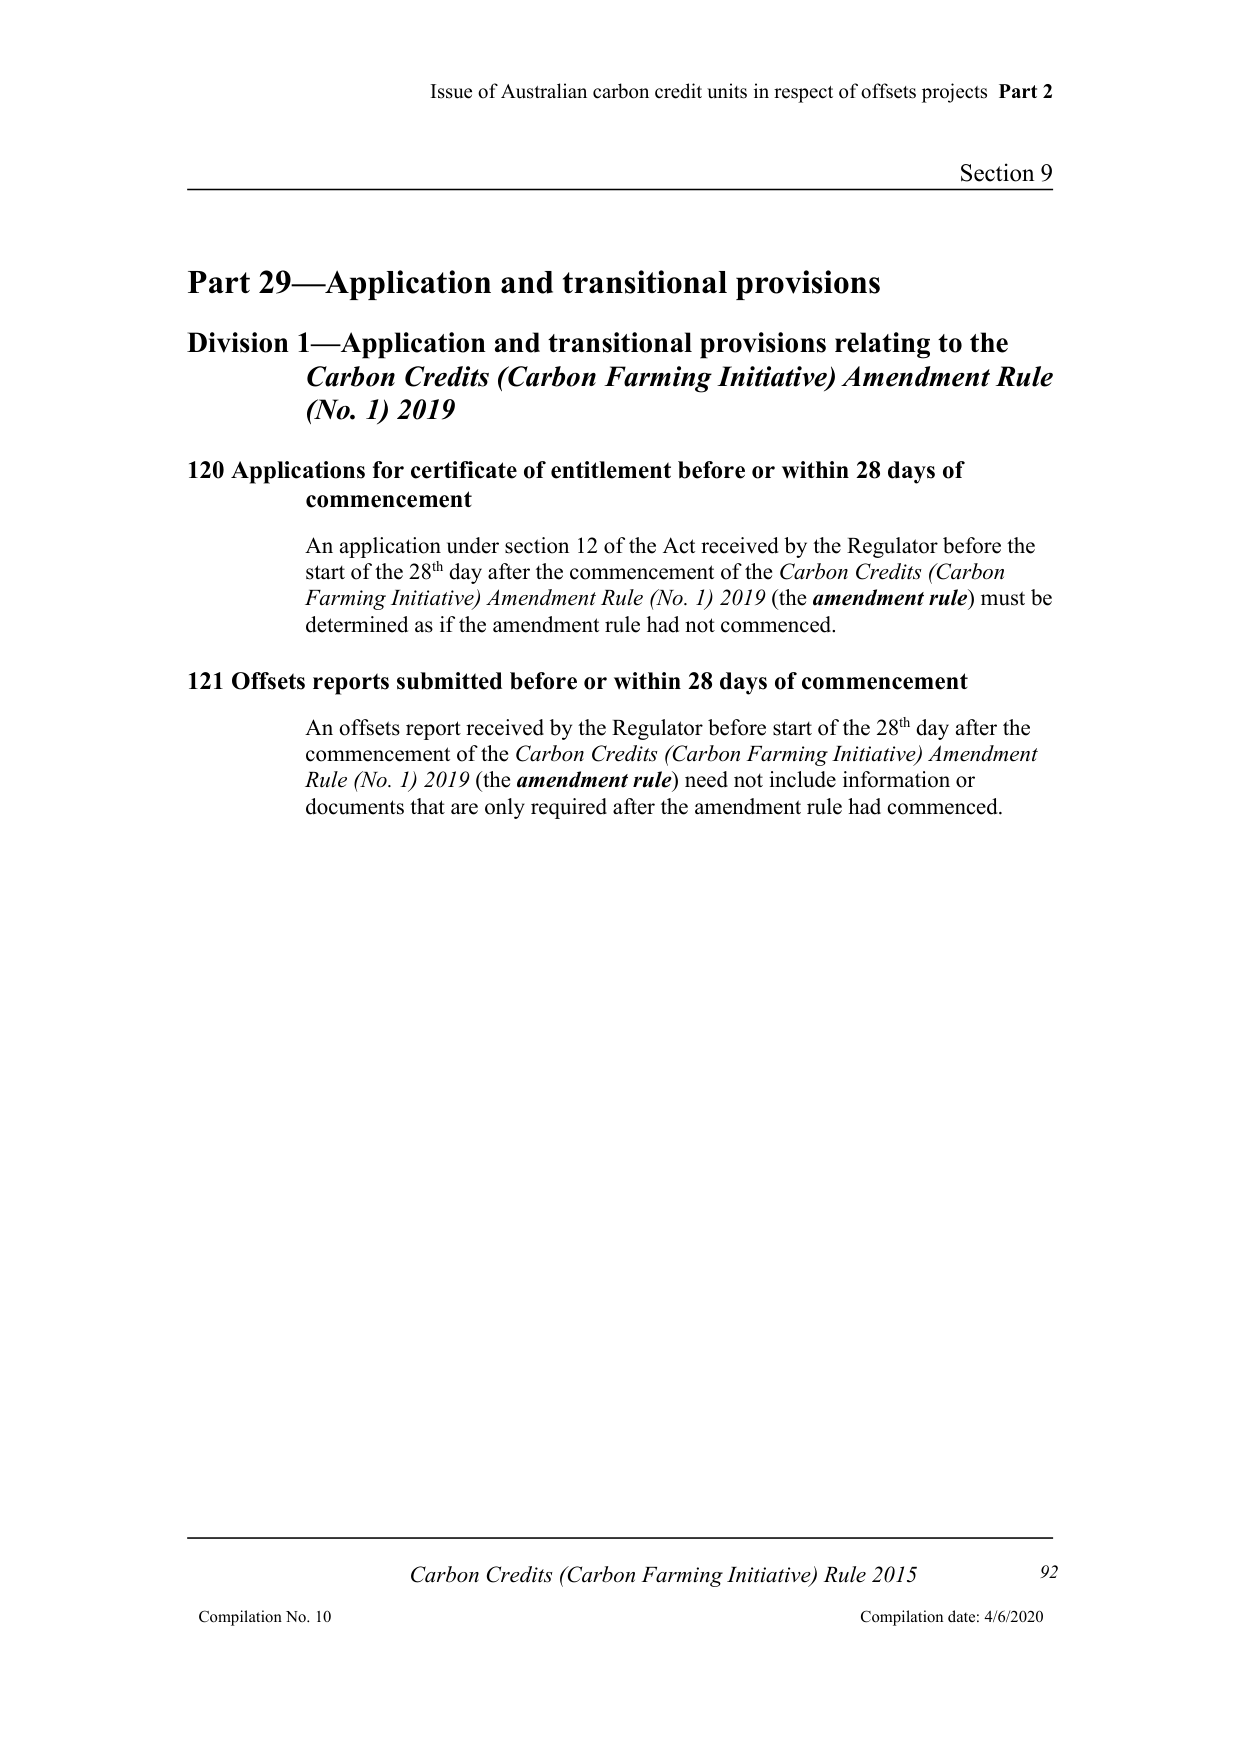 Issue of Australian carbon credit units in respect of offsets projects Part 2
Section 9
Part 29—Application and transitional provisions
Division 1—Application and transitional provisions relating to the
Carbon Credits (Carbon Farming Initiative) Amendment Rule
(No. 1) 2019
120 Applications for certificate of entitlement before or within 28 days of
commencement
An application under section 12 of the Act received by the Regulator before the
start of the 28th day after the commencement of the Carbon Credits (Carbon
Farming Initiative) Amendment Rule (No. 1) 2019 (the amendment rule) must be
determined as if the amendment rule had not commenced.
121 Offsets reports submitted before or within 28 days of commencement
An offsets report received by the Regulator before start of the 28th day after the
commencement of the Carbon Credits (Carbon Farming Initiative) Amendment
Rule (No. 1) 2019 (the amendment rule) need not include information or
documents that are only required after the amendment rule had commenced.
Carbon Credits (Carbon Farming Initiative) Rule 2015 92
Compilation No. 10 Compilation date: 4/6/2020